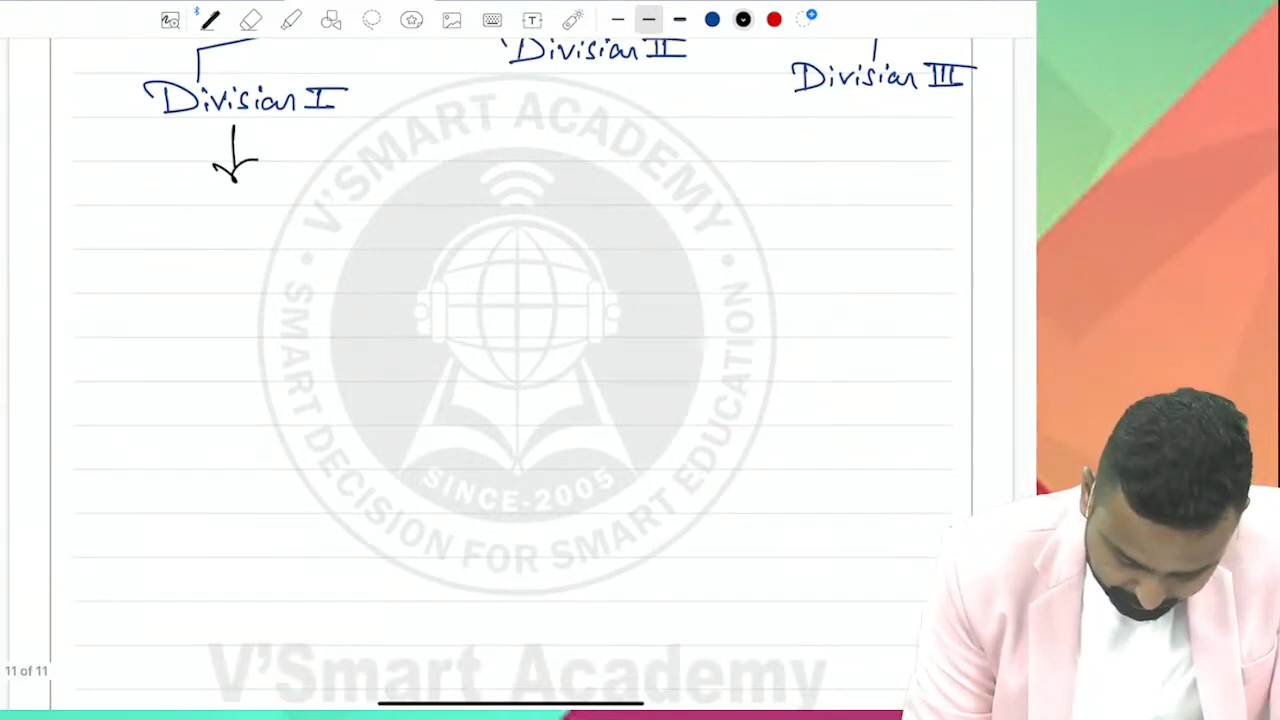 Division II
Division III
Division I
V'SMART ACADEMY
SMART DECISION FOR SMART EDUCATION
SINCE-2005
11 of 11
V'Smart Academy